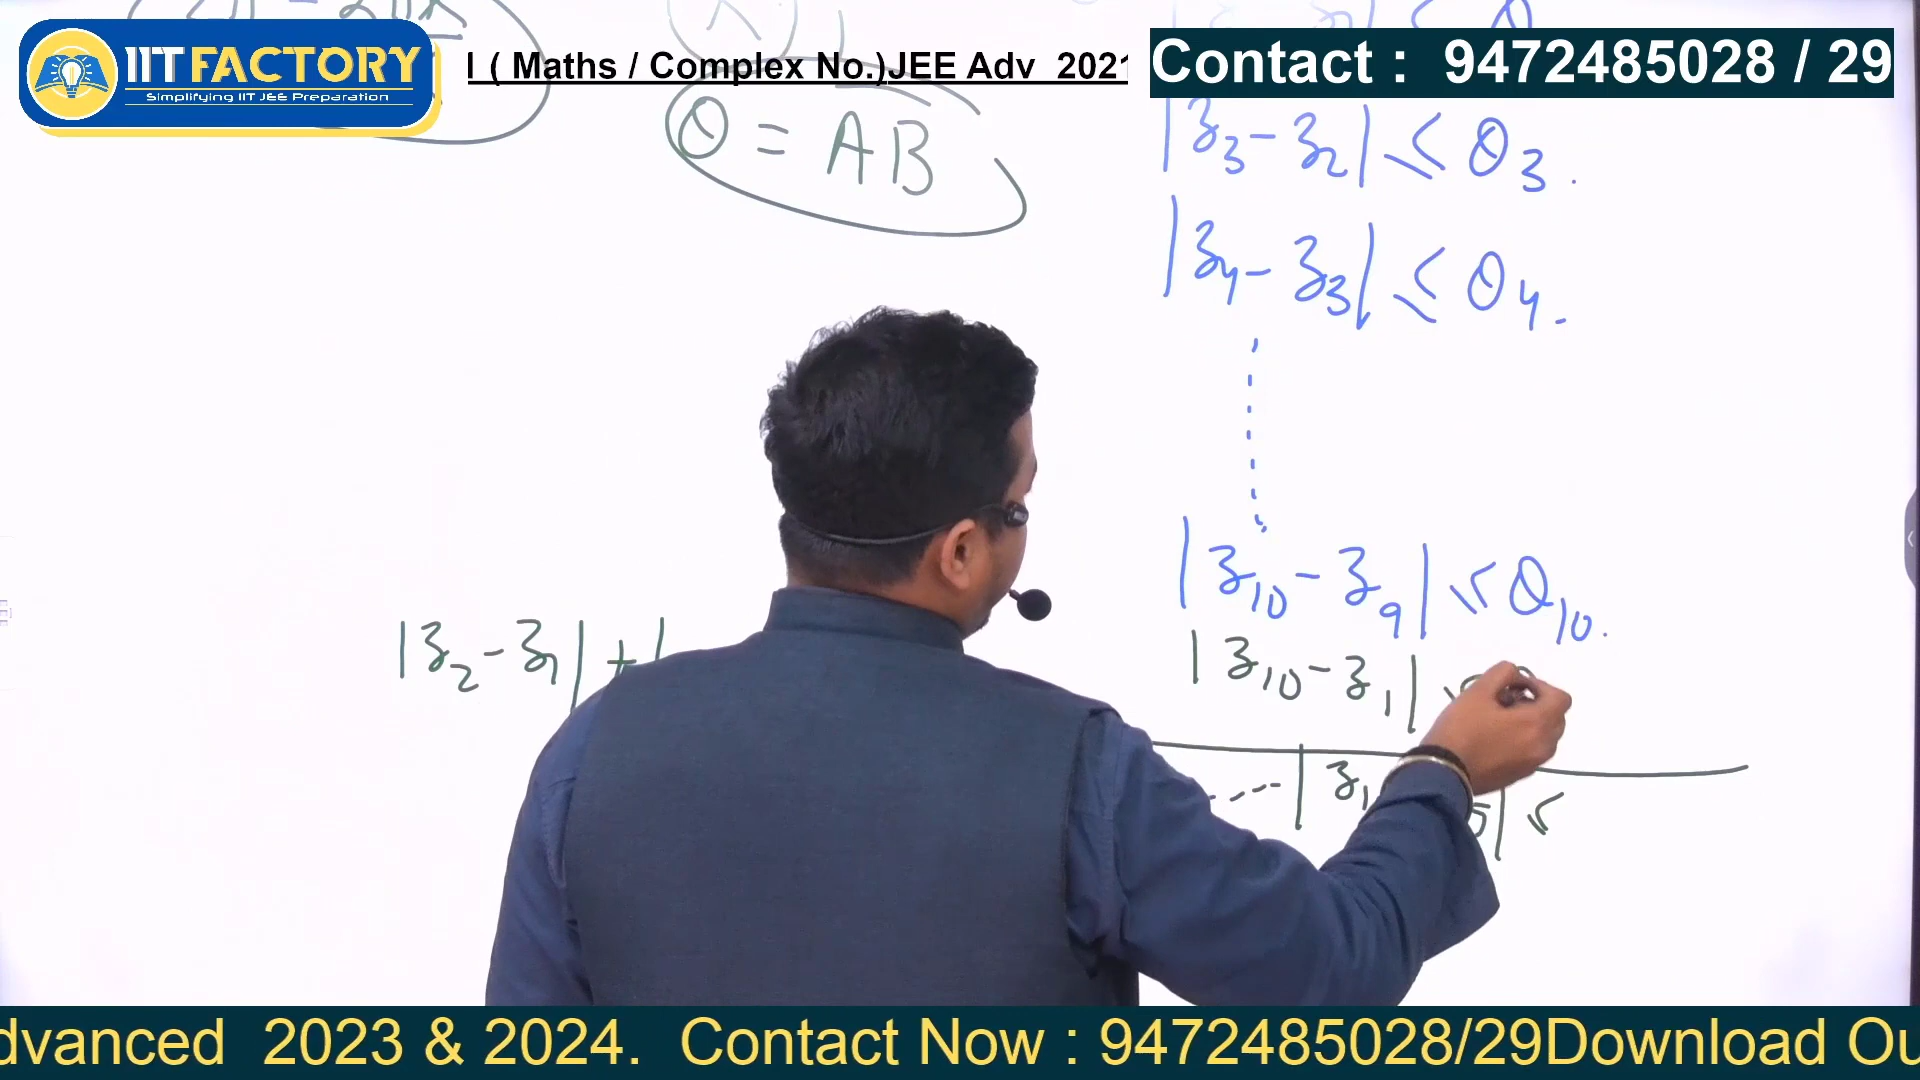 IIT FACTORY
Simplifying IIT JEE Preparation
I ( Maths / Complex No.)JEE Adv 2021
Contact : 9472485028 / 29
θ = AB
|z₃ - z₂| ≤ θ₃.
|z₄ - z₃| ≤ θ₄.
|z₁₀ - z₉| ≤ θ₁₀.
|z₂ - z₁| + |
|z₁₀ - z₁| ≤
dvanced 2023 & 2024. Contact Now : 9472485028/29Download Ou